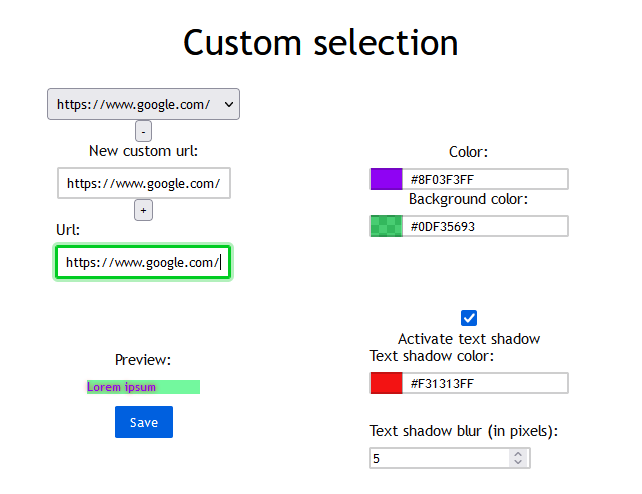 Custom selection
https://www.google.com/
-
New custom url:
https://www.google.com/
+
Url:
https://www.google.com/
Color:
#8F03F3FF
Background color:
#0DF35693
Activate text shadow
Text shadow color:
#F31313FF
Text shadow blur (in pixels):
5
Preview:
Lorem ipsum
Save